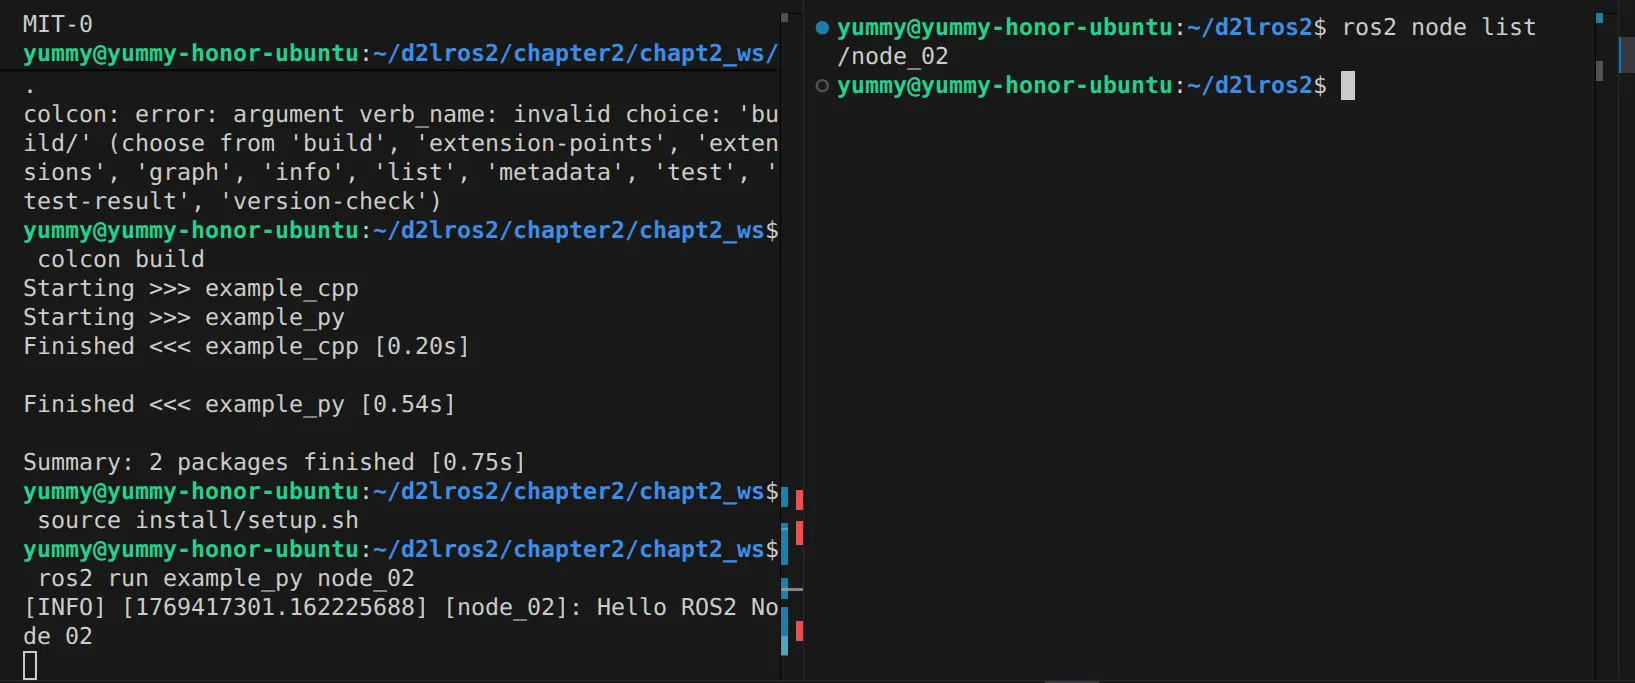 MIT-0
yummy@yummy-honor-ubuntu:~/d2lros2/chapter2/chapt2_ws/
.
colcon: error: argument verb_name: invalid choice: 'bu
ild/' (choose from 'build', 'extension-points', 'exten
sions', 'graph', 'info', 'list', 'metadata', 'test', '
test-result', 'version-check')
yummy@yummy-honor-ubuntu:~/d2lros2/chapter2/chapt2_ws$
 colcon build
Starting >>> example_cpp
Starting >>> example_py
Finished <<< example_cpp [0.20s]
Finished <<< example_py [0.54s]
Summary: 2 packages finished [0.75s]
yummy@yummy-honor-ubuntu:~/d2lros2/chapter2/chapt2_ws$
 source install/setup.sh
yummy@yummy-honor-ubuntu:~/d2lros2/chapter2/chapt2_ws$
 ros2 run example_py node_02
[INFO] [1769417301.162225688] [node_02]: Hello ROS2 No
de 02
yummy@yummy-honor-ubuntu:~/d2lros2$ ros2 node list
/node_02
yummy@yummy-honor-ubuntu:~/d2lros2$